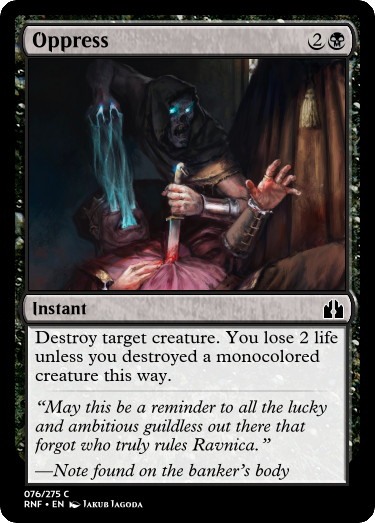 Oppress 2
Instant
Destroy target creature. You lose 2 life
unless you destroyed a monocolored
creature this way.
“May this be a reminder to all the lucky
and ambitious guildless out there that
forgot who truly rules Ravnica.”
—Note found on the banker's body
076/275 C
RNF • EN Jakub Jagoda